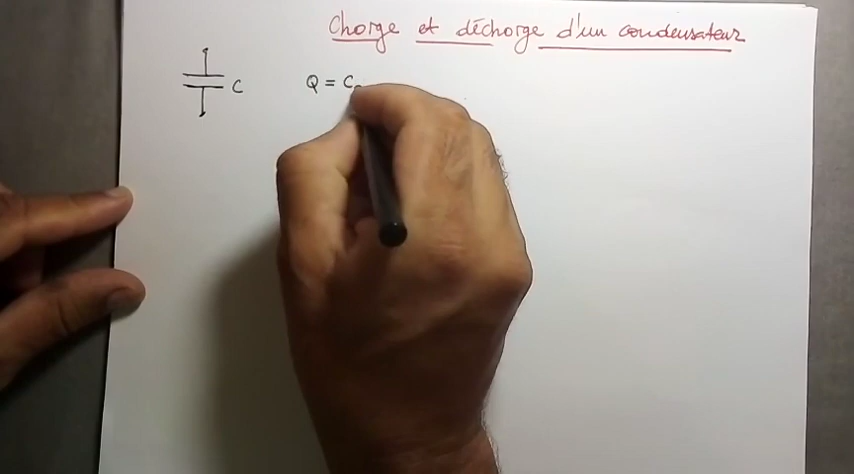 Charge et décharge d'un condensateur
C
Q = C